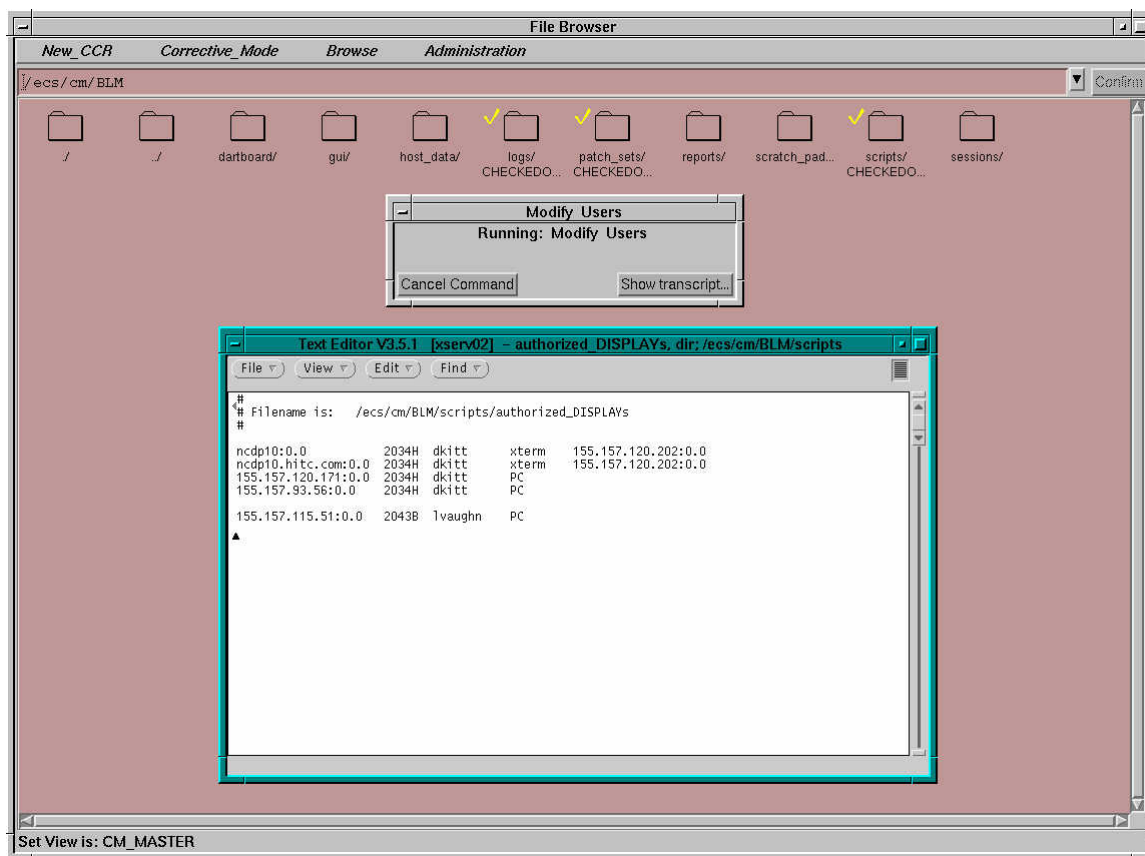 File Browser
New_CCR Corrective_Mode Browse Administration
/ecs/cm/BLM Confirm
./ ../ dartboard/ gui/ host_data/ logs/ patch_sets/ reports/ scratch_pad... scripts/ sessions/
CHECKEDO... CHECKEDO... CHECKEDO...
Modify Users
Running: Modify Users
Cancel Command Show transcript...
Text Editor V3.5.1 [xserv02] - authorized_DISPLAYs, dir; /ecs/cm/BLM/scripts
File View Edit Find
#
# Filename is: /ecs/cm/BLM/scripts/authorized_DISPLAYs
#
ncdp10:0.0 2034H dkitt xterm 155.157.120.202:0.0
ncdp10.hitc.com:0.0 2034H dkitt xterm 155.157.120.202:0.0
155.157.120.171:0.0 2034H dkitt PC
155.157.93.56:0.0 2034H dkitt PC
155.157.115.51:0.0 2043B lvaughn PC
Set View is: CM_MASTER